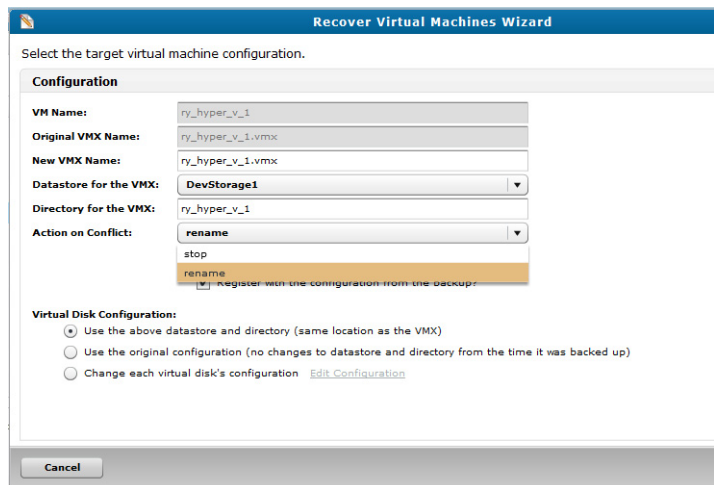 Recover Virtual Machines Wizard
Select the target virtual machine configuration.
Configuration
VM Name: ry_hyper_v_1
Original VMX Name: ry_hyper_v_1.vmx
New VMX Name: ry_hyper_v_1.vmx
Datastore for the VMX: DevStorage1
Directory for the VMX: ry_hyper_v_1
Action on Conflict: rename
stop
rename
Register with the configuration from the backup?
Virtual Disk Configuration:
Use the above datastore and directory (same location as the VMX)
Use the original configuration (no changes to datastore and directory from the time it was backed up)
Change each virtual disk's configuration Edit Configuration
Cancel